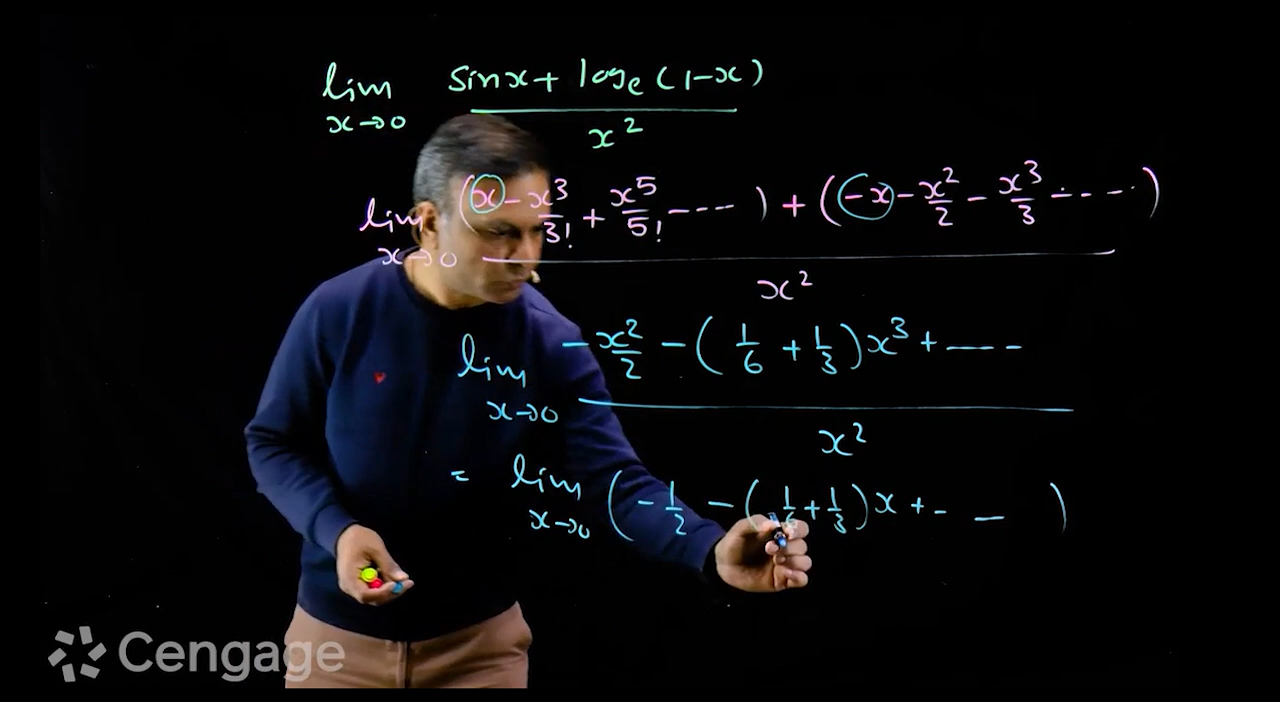 lim x→0 (sinx + logₑ(1-x)) / x²
lim x→0 ((x - x³/3! + x⁵/5! - ---) + (-x - x²/2 - x³/3 - ----)) / x²
lim x→0 (-x²/2 - (1/6 + 1/3)x³ + ---) / x²
= lim x→0 (-1/2 - (1/6 + 1/3)x + - -)
Cengage